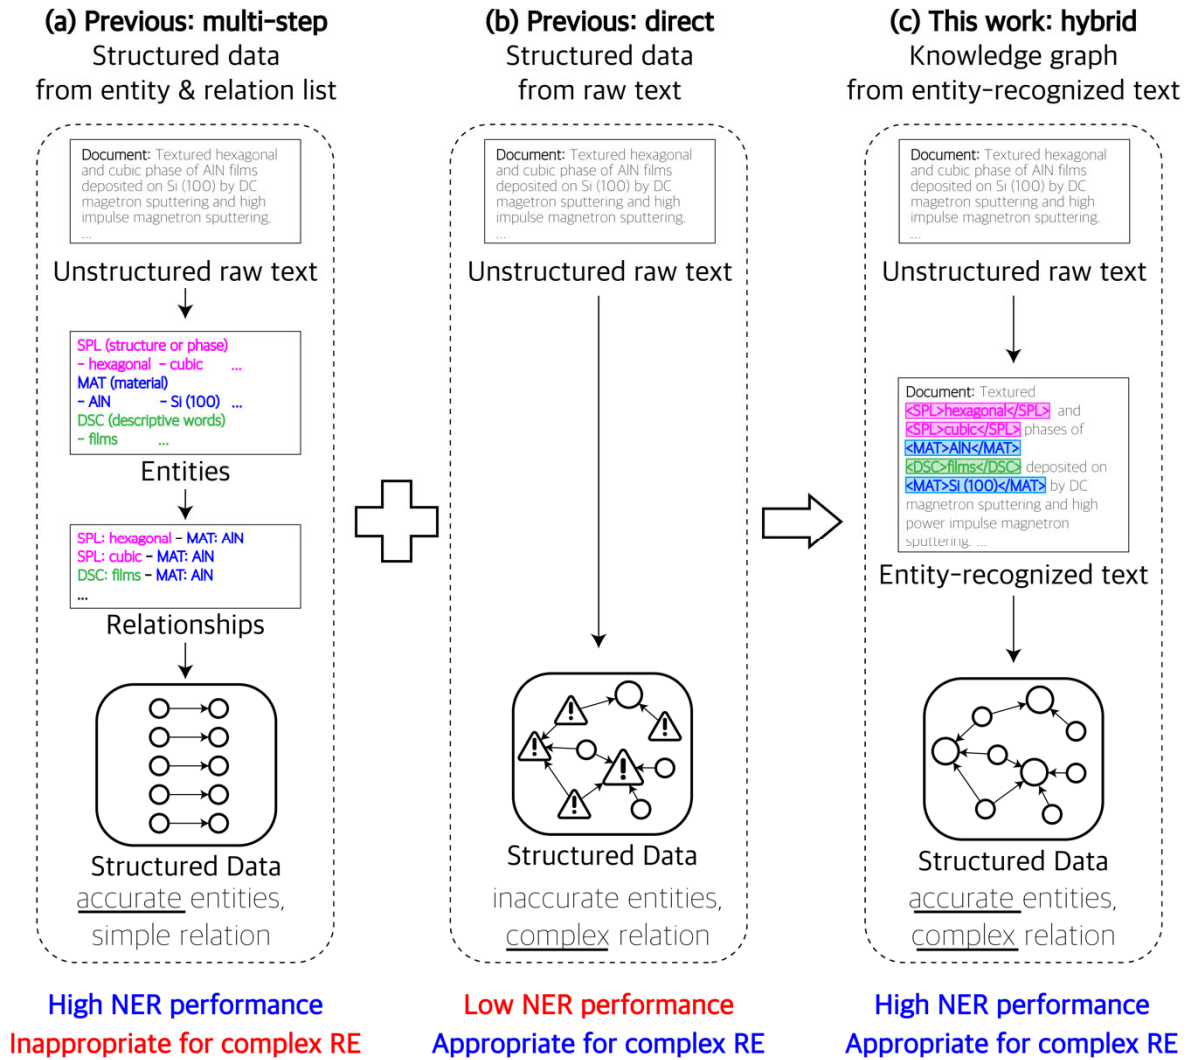 (a) Previous: multi-step
Structured data
from entity & relation list
Document: Textured hexagonal
and cubic phase of AlN films
deposited on Si (100) by DC
magetron sputtering and high
impulse magnetron sputtering.
...
Unstructured raw text
SPL (structure or phase)
- hexagonal - cubic ...
MAT (material)
- AlN - Si (100) ...
DSC (descriptive words)
- films ...
Entities
SPL: hexagonal - MAT: AlN
SPL: cubic - MAT: AlN
DSC: films - MAT: AlN
...
Relationships
Structured Data
accurate entities,
simple relation
High NER performance
Inappropriate for complex RE
(b) Previous: direct
Structured data
from raw text
Document: Textured hexagonal
and cubic phase of AlN films
deposited on Si (100) by DC
magetron sputtering and high
impulse magnetron sputtering.
...
Unstructured raw text
Structured Data
inaccurate entities,
complex relation
Low NER performance
Appropriate for complex RE
(c) This work: hybrid
Knowledge graph
from entity-recognized text
Document: Textured hexagonal
and cubic phase of AlN films
deposited on Si (100) by DC
magetron sputtering and high
impulse magnetron sputtering.
...
Unstructured raw text
Document: Textured
<SPL>hexagonal</SPL> and
<SPL>cubic</SPL> phases of
<MAT>AlN</MAT>
<DSC>films</DSC> deposited on
<MAT>Si (100)</MAT> by DC
magnetron sputtering and high
power impulse magnetron
sputtering. ...
Entity-recognized text
Structured Data
accurate entities,
complex relation
High NER performance
Appropriate for complex RE